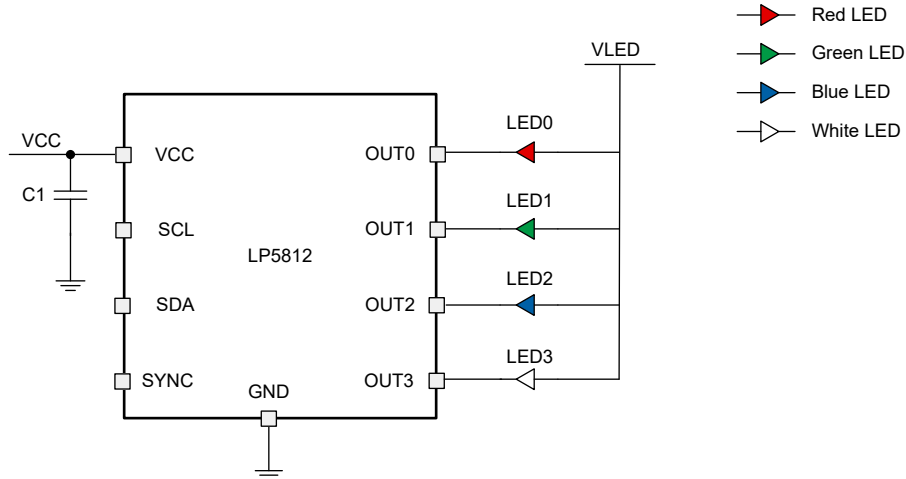 Red LED
Green LED
Blue LED
White LED
VLED
LED0
VCC
VCC
OUT0
C1
LED1
SCL
OUT1
LP5812
LED2
SDA
OUT2
LED3
SYNC
OUT3
GND